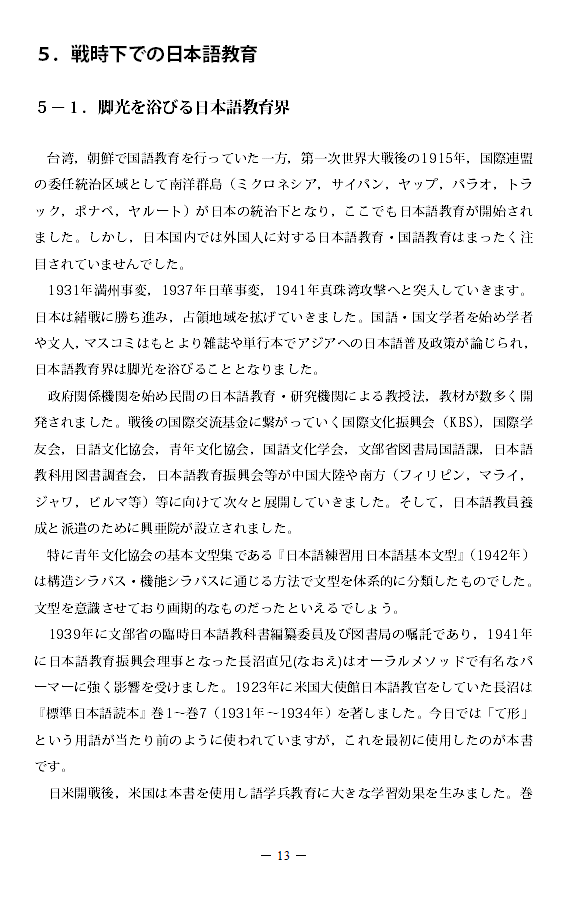 ５．戦時下での日本語教育
５－１．脚光を浴びる日本語教育界
台湾，朝鮮で国語教育を行っていた一方，第一次世界大戦後の1915年，国際連盟
の委任統治区域として南洋群島（ミクロネシア，サイパン，ヤップ，パラオ，トラ
ック，ポナペ，ヤルート）が日本の統治下となり，ここでも日本語教育が開始され
ました。しかし，日本国内では外国人に対する日本語教育・国語教育はまったく注
目されていませんでした。
1931年満州事変，1937年日華事変，1941年真珠湾攻撃へと突入していきます。
日本は緒戦に勝ち進み，占領地域を拡げていきました。国語・国文学者を始め学者
や文人，マスコミはもとより雑誌や単行本でアジアへの日本語普及政策が論じられ，
日本語教育界は脚光を浴びることとなりました。
政府関係機関を始め民間の日本語教育・研究機関による教授法，教材が数多く開
発されました。戦後の国際交流基金に繋がっていく国際文化振興会（KBS），国際学
友会，日語文化協会，青年文化協会，国語文化学会，文部省図書局国語課，日本語
教科用図書調査会，日本語教育振興会等が中国大陸や南方（フィリピン，マライ，
ジャワ，ビルマ等）等に向けて次々と展開していきました。そして，日本語教員養
成と派遣のために興亜院が設立されました。
特に青年文化協会の基本文型集である『日本語練習用日本語基本文型』（1942年）
は構造シラバス・機能シラバスに通じる方法で文型を体系的に分類したものでした。
文型を意識させており画期的なものだったといえるでしょう。
1939年に文部省の臨時日本語教科書編纂委員及び図書局の嘱託であり，1941年
に日本語教育振興会理事となった長沼直兄(なおえ)はオーラルメソッドで有名なパ
ーマーに強く影響を受けました。1923年に米国大使館日本語教官をしていた長沼は
『標準日本語読本』巻1～巻7（1931年～1934年）を著しました。今日では「て形」
という用語が当たり前のように使われていますが，これを最初に使用したのが本書
です。
日米開戦後，米国は本書を使用し語学兵教育に大きな学習効果を生みました。巻
― 13 ―